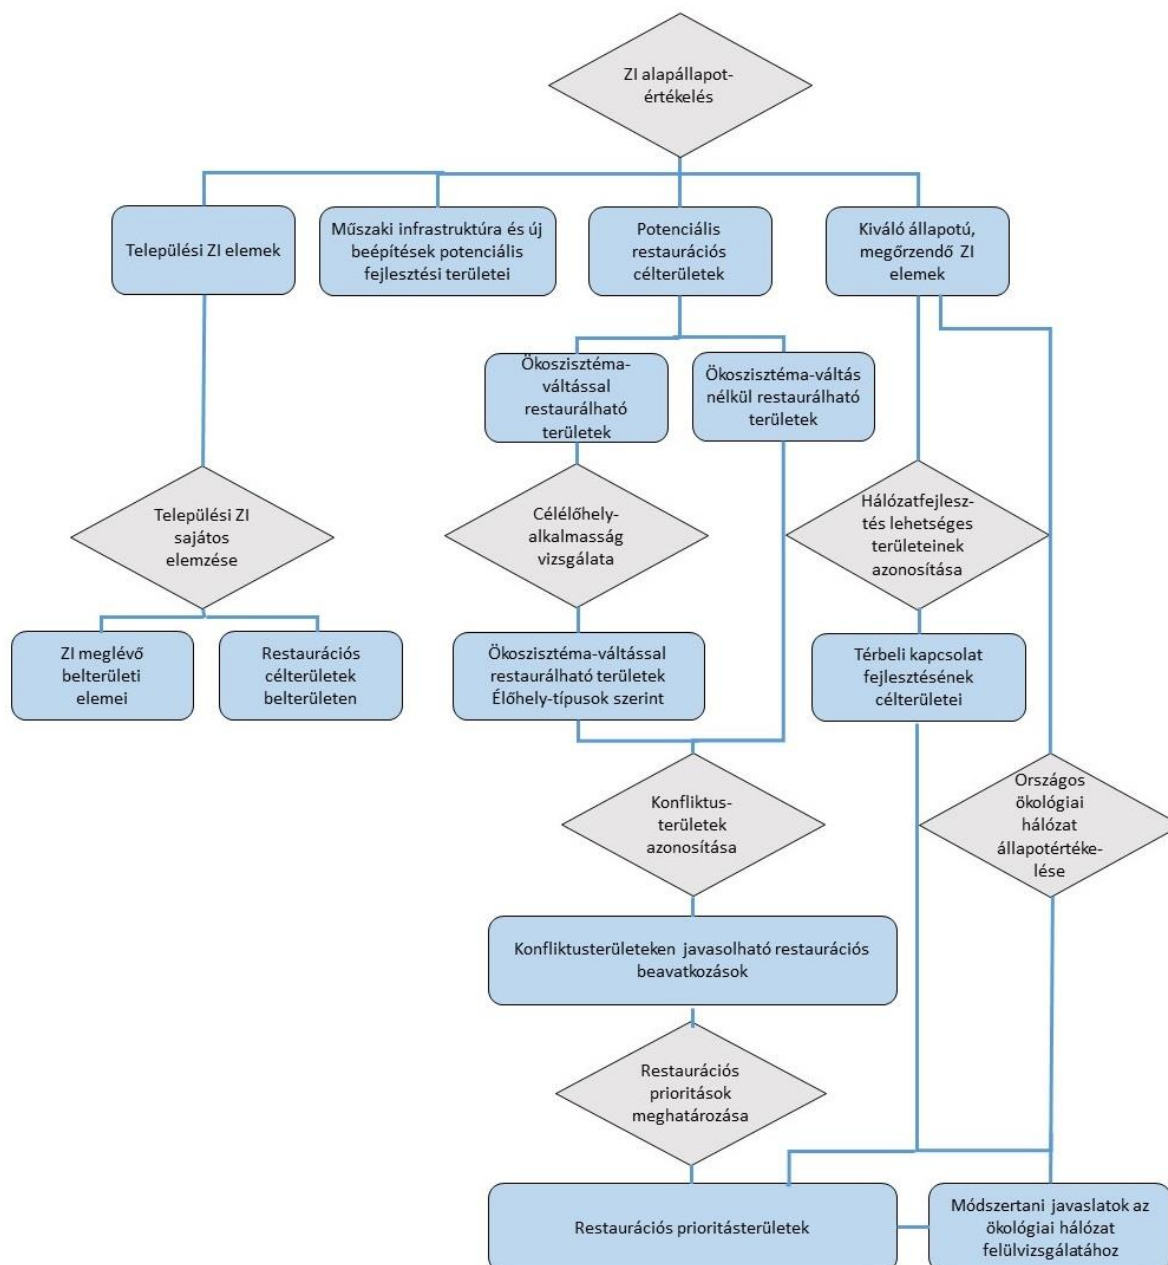 ZI alapállapot-
értékelés
Települési ZI elemek
Műszaki infrastruktúra és új
beépítések potenciális
fejlesztési területei
Potenciális
restaurációs
célterületek
Kiváló állapotú,
megőrzendő ZI
elemek
Ökoszisztéma-
váltással
restaurálható
területek
Ökoszisztéma-váltás
nélkül restaurálható
területek
Települési ZI
sajátos
elemzése
Célélőhely-
alkalmasság
vizsgálata
Hálózatfejlesz-
tés lehetséges
területeinek
azonosítása
ZI meglévő
belterületi
elemei
Restaurációs
célterületek
belterületen
Ökoszisztéma-váltással
restaurálható területek
Élőhely-típusok szerint
Térbeli kapcsolat
fejlesztésének
célterületei
Konfliktus-
területek
azonosítása
Országos
ökológiai
hálózat
állapotértéke-
lése
Konfliktusterületeken javasolható restaurációs
beavatkozások
Restaurációs
prioritások
meghatározása
Restaurációs prioritásterületek
Módszertani javaslatok az
ökológiai hálózat
felülvizsgálatához